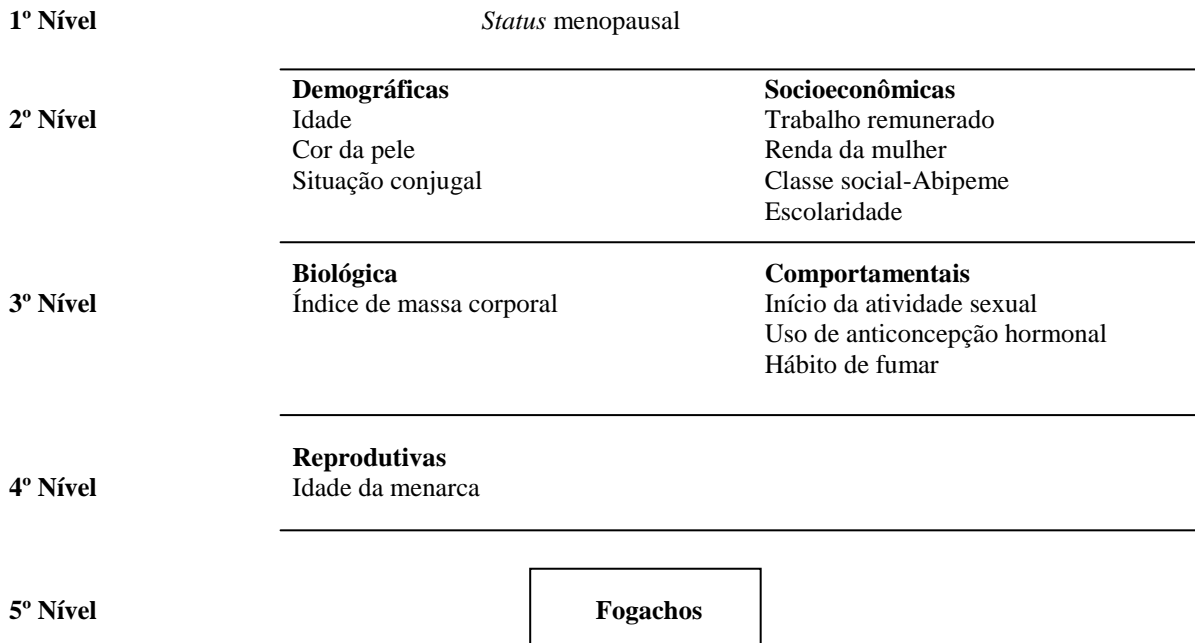 1º Nível
Status menopausal
Demográficas
Socioeconômicas
2º Nível
Idade
Trabalho remunerado
Cor da pele
Renda da mulher
Situação conjugal
Classe social-Abipeme
Escolaridade
Biológica
Comportamentais
3º Nível
Índice de massa corporal
Início da atividade sexual
Uso de anticoncepção hormonal
Hábito de fumar
Reprodutivas
4º Nível
Idade da menarca
5º Nível
Fogachos